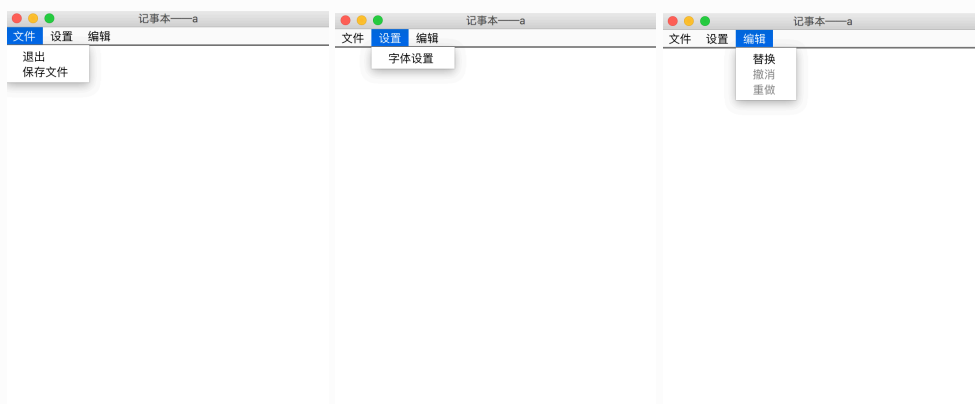 记事本——a
文件 设置 编辑
退出
保存文件
记事本——a
文件 设置 编辑
字体设置
记事本——a
文件 设置 编辑
替换
撤消
重做